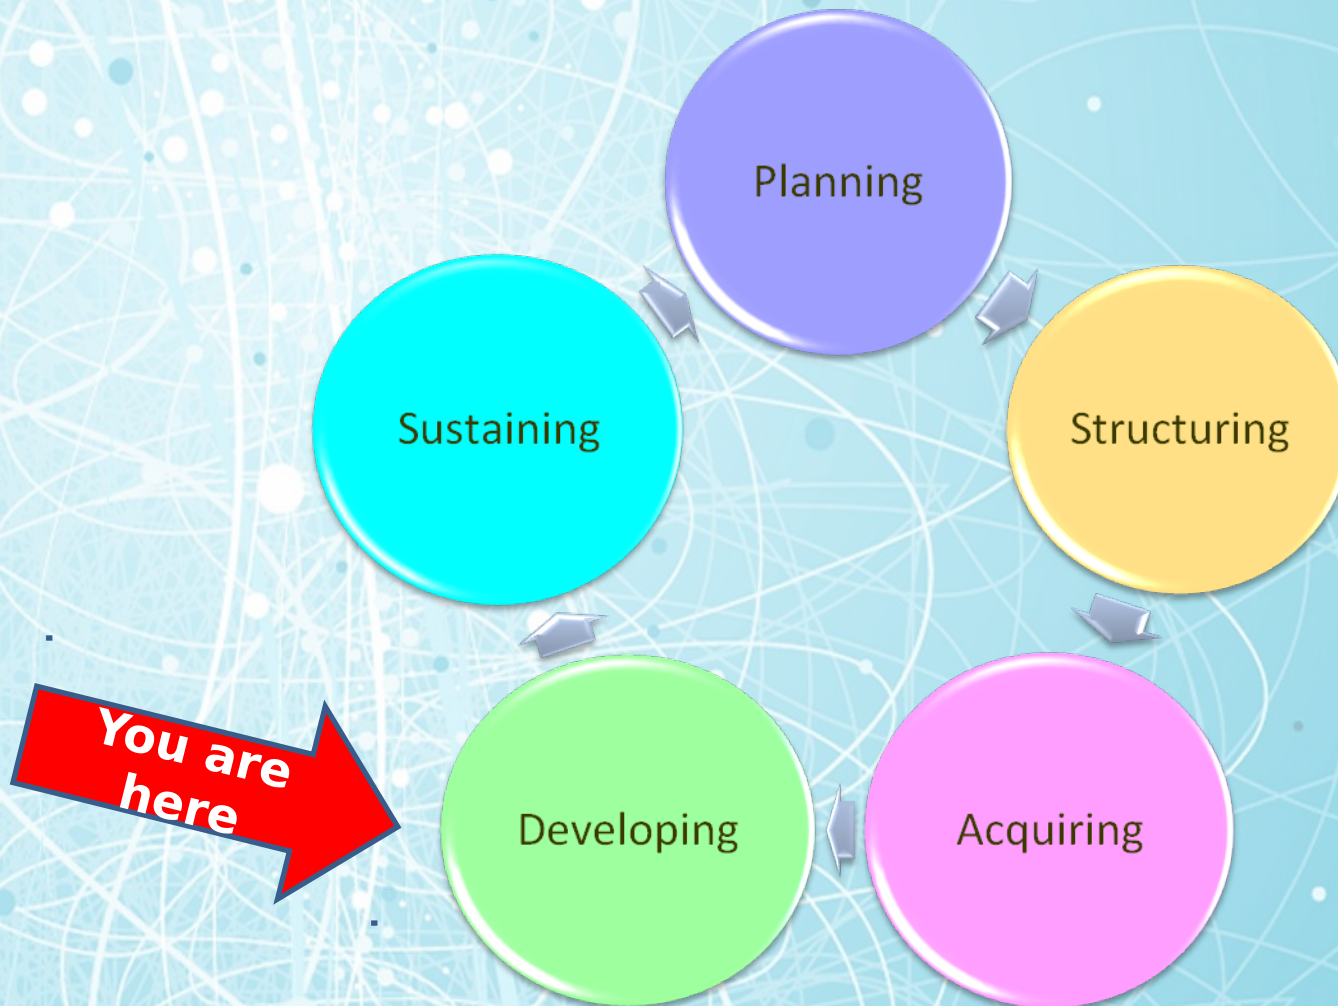 Planning
Sustaining
Structuring
You are
here
Developing
Acquiring